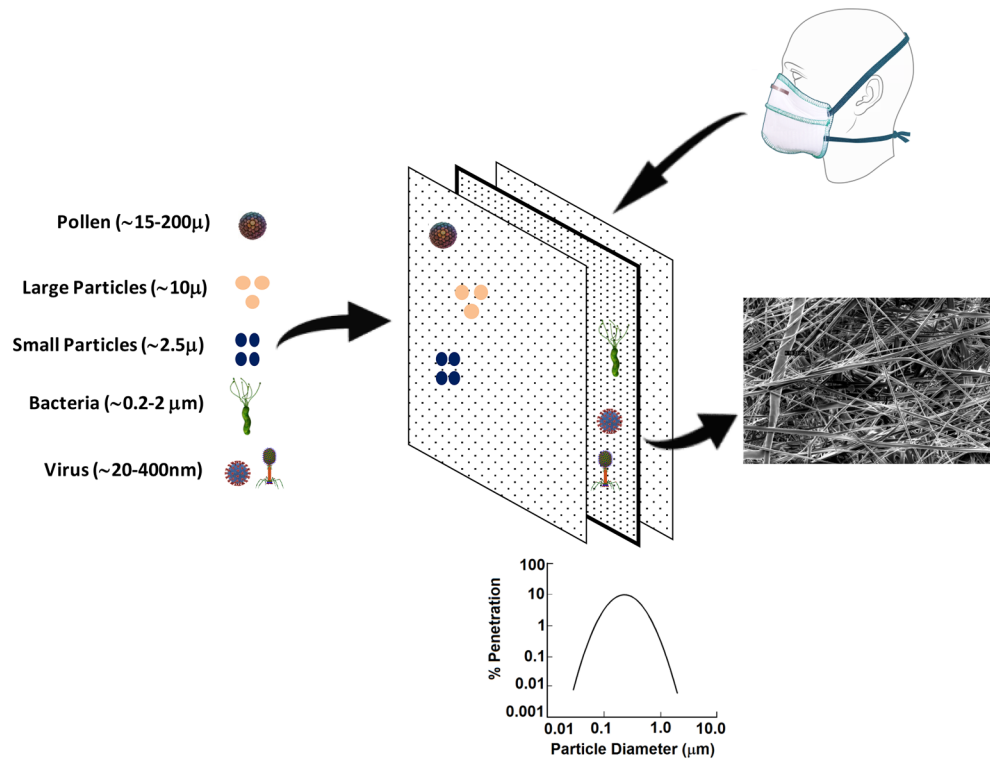 Pollen (~15-200μ)
Large Particles (~10μ)
Small Particles (~2.5μ)
Bacteria (~0.2-2 μm)
Virus (~20-400nm)
% Penetration
100
10
1
0.1
0.01
0.001
0.01 0.1 1.0 10.0
Particle Diameter (μm)